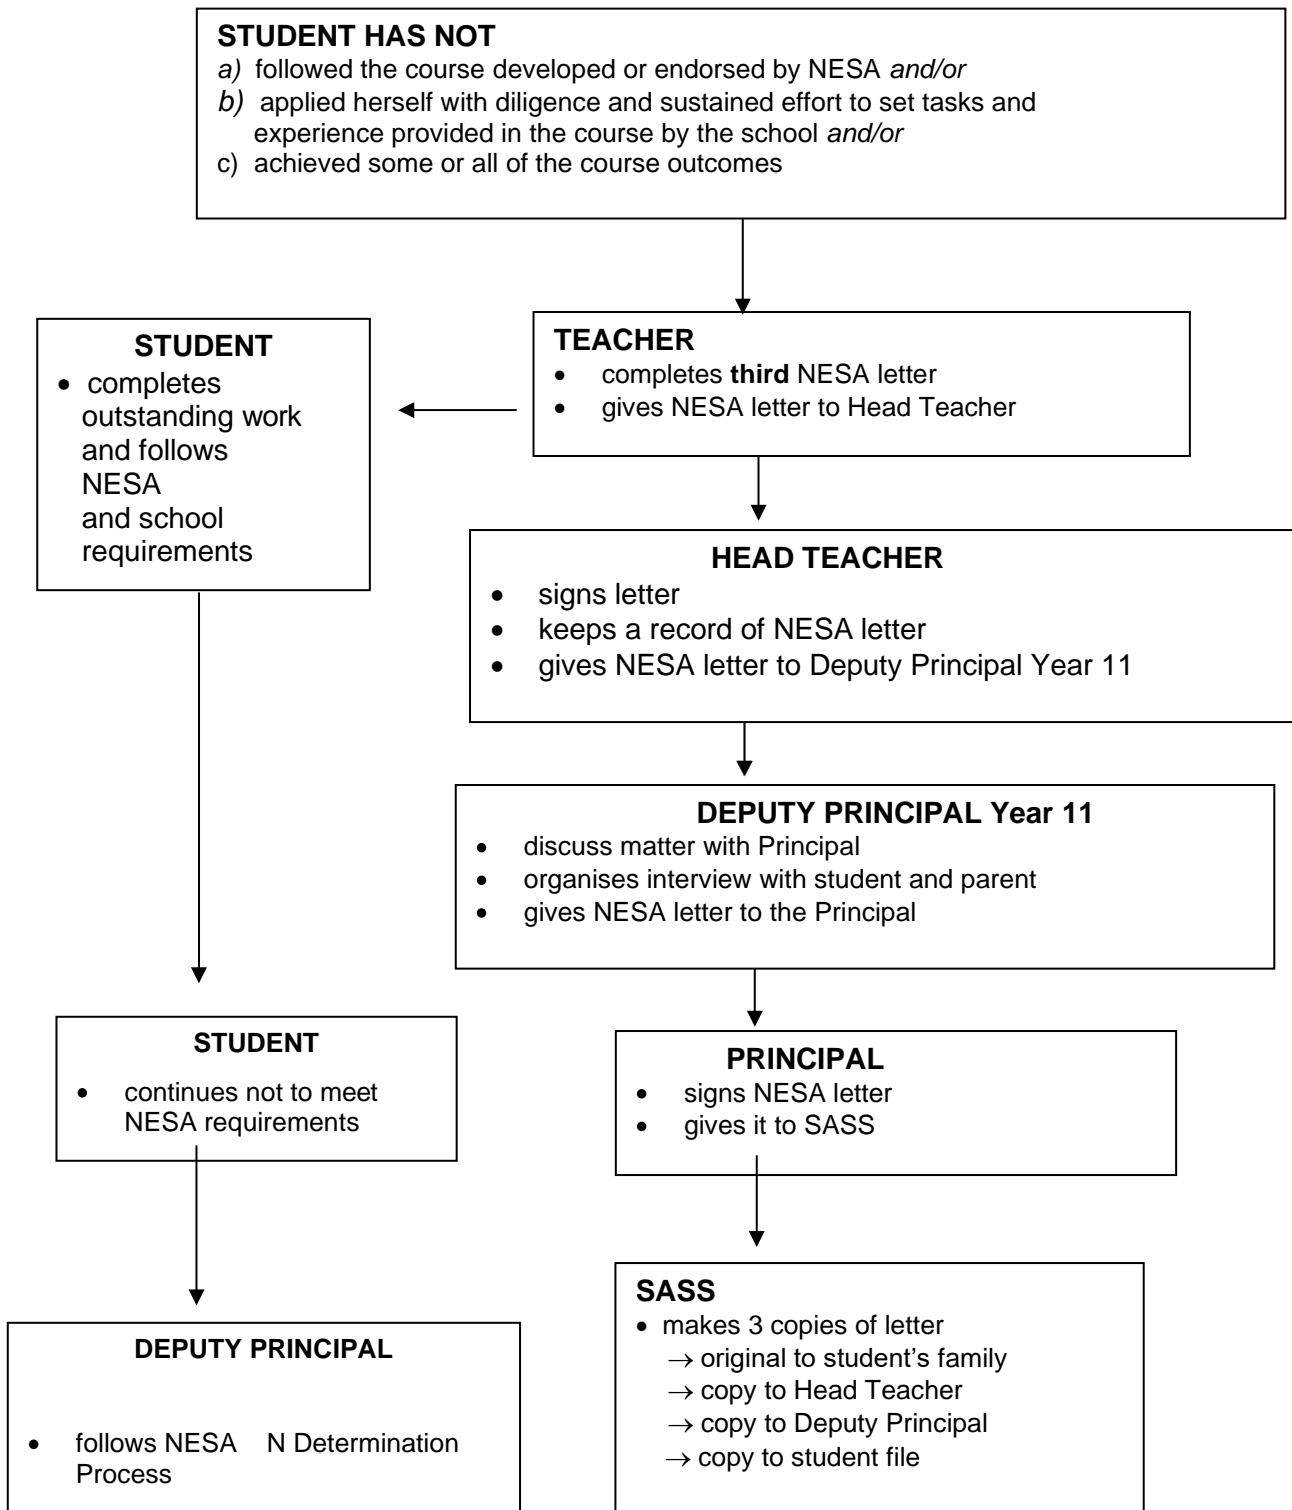 STUDENT HAS NOT
a) followed the course developed or endorsed by NESA and/or
b) applied herself with diligence and sustained effort to set tasks and
experience provided in the course by the school and/or
c) achieved some or all of the course outcomes
TEACHER
• completes third NESA letter
• gives NESA letter to Head Teacher
STUDENT
• completes
outstanding work
and follows
NESA
and school
requirements
HEAD TEACHER
• signs letter
• keeps a record of NESA letter
• gives NESA letter to Deputy Principal Year 11
DEPUTY PRINCIPAL Year 11
• discuss matter with Principal
• organises interview with student and parent
• gives NESA letter to the Principal
STUDENT
• continues not to meet
NESA requirements
PRINCIPAL
• signs NESA letter
• gives it to SASS
DEPUTY PRINCIPAL
• follows NESA N Determination
Process
SASS
• makes 3 copies of letter
→ original to student’s family
→ copy to Head Teacher
→ copy to Deputy Principal
→ copy to student file